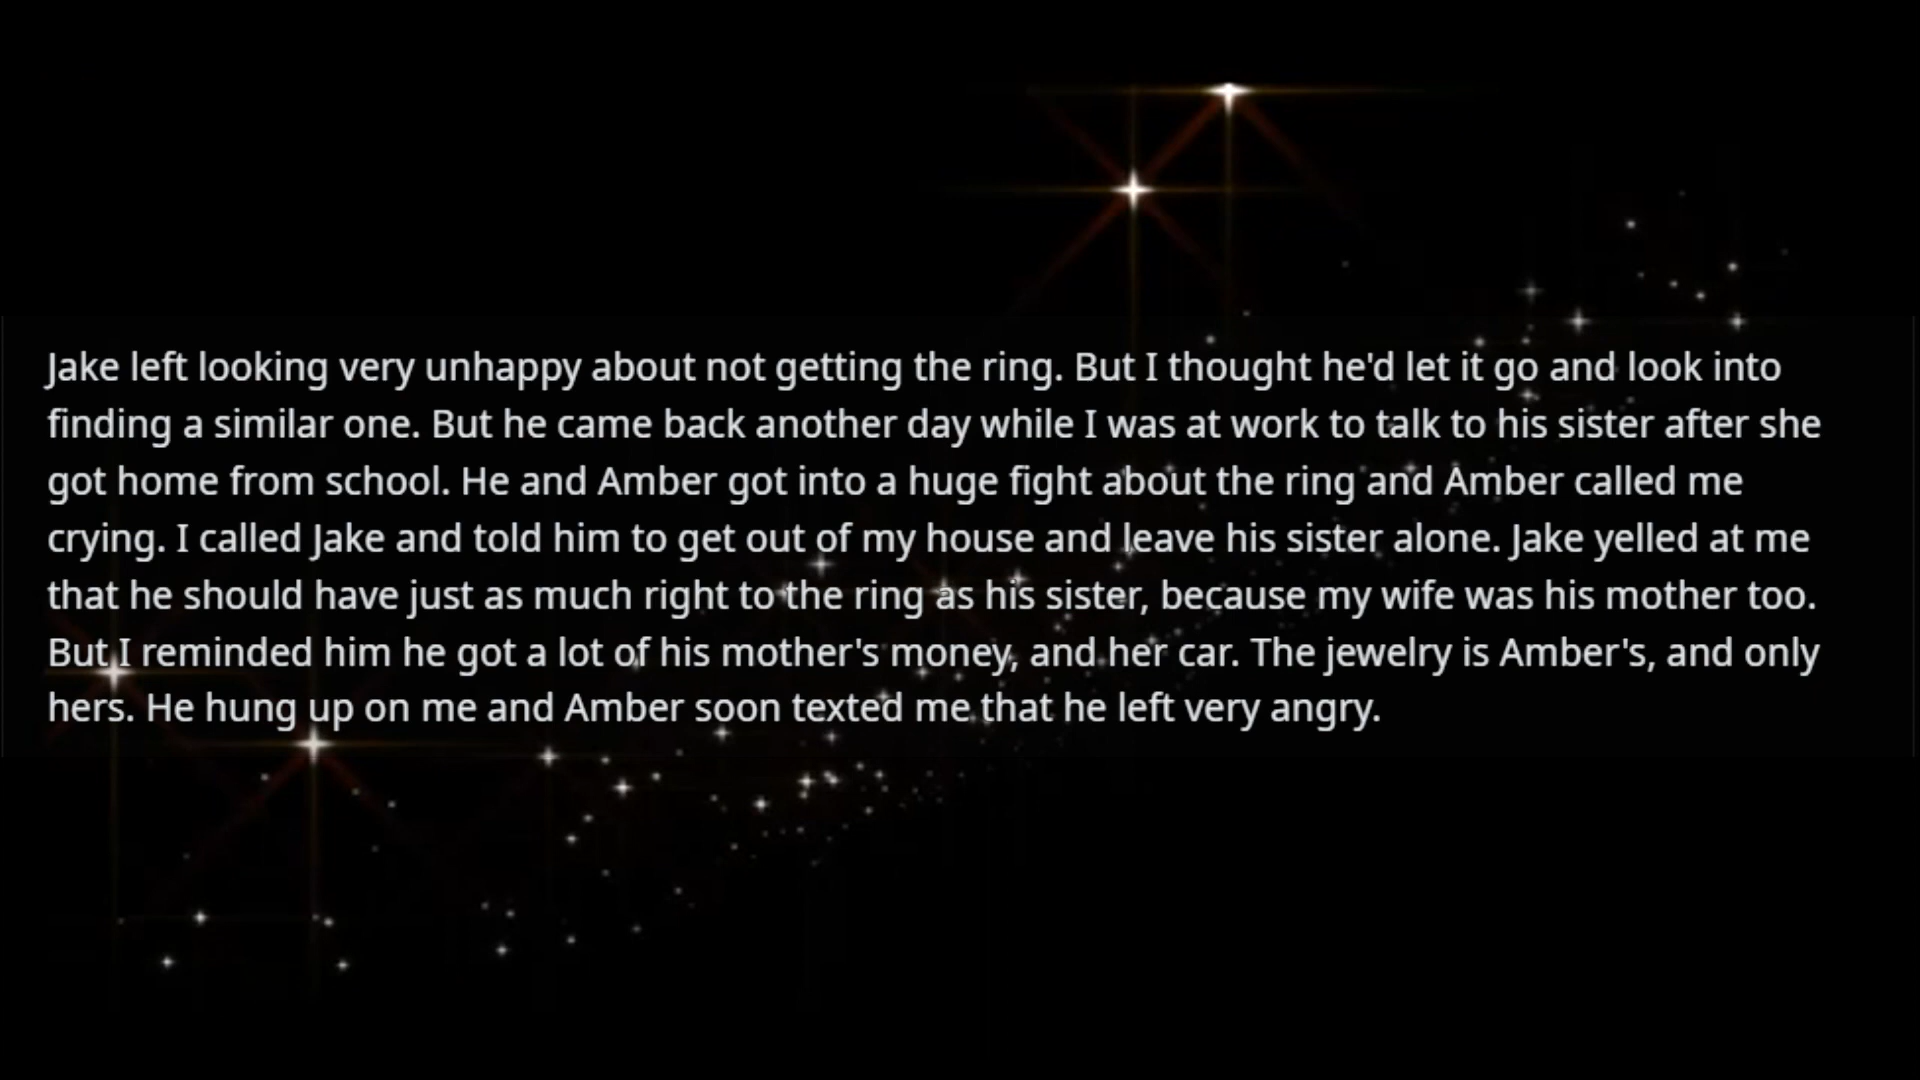 Jake left looking very unhappy about not getting the ring. But I thought he'd let it go and look into
finding a similar one. But he came back another day while I was at work to talk to his sister after she
got home from school. He and Amber got into a huge fight about the ring and Amber called me
crying. I called Jake and told him to get out of my house and leave his sister alone. Jake yelled at me
that he should have just as much right to the ring as his sister, because my wife was his mother too.
But I reminded him he got a lot of his mother's money, and her car. The jewelry is Amber's, and only
hers. He hung up on me and Amber soon texted me that he left very angry.